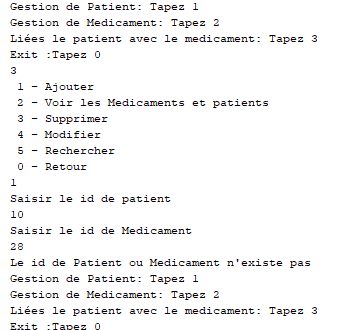 Gestion de Patient: Tapez 1
Gestion de Medicament: Tapez 2
Liées le patient avec le medicament: Tapez 3
Exit :Tapez 0
3
1 - Ajouter
2 - Voir les Medicaments et patients
3 - Supprimer
4 - Modifier
5 - Rechercher
0 - Retour
1
Saisir le id de patient
10
Saisir le id de Medicament
28
Le id de Patient ou Medicament n'existe pas
Gestion de Patient: Tapez 1
Gestion de Medicament: Tapez 2
Liées le patient avec le medicament: Tapez 3
Exit :Tapez 0